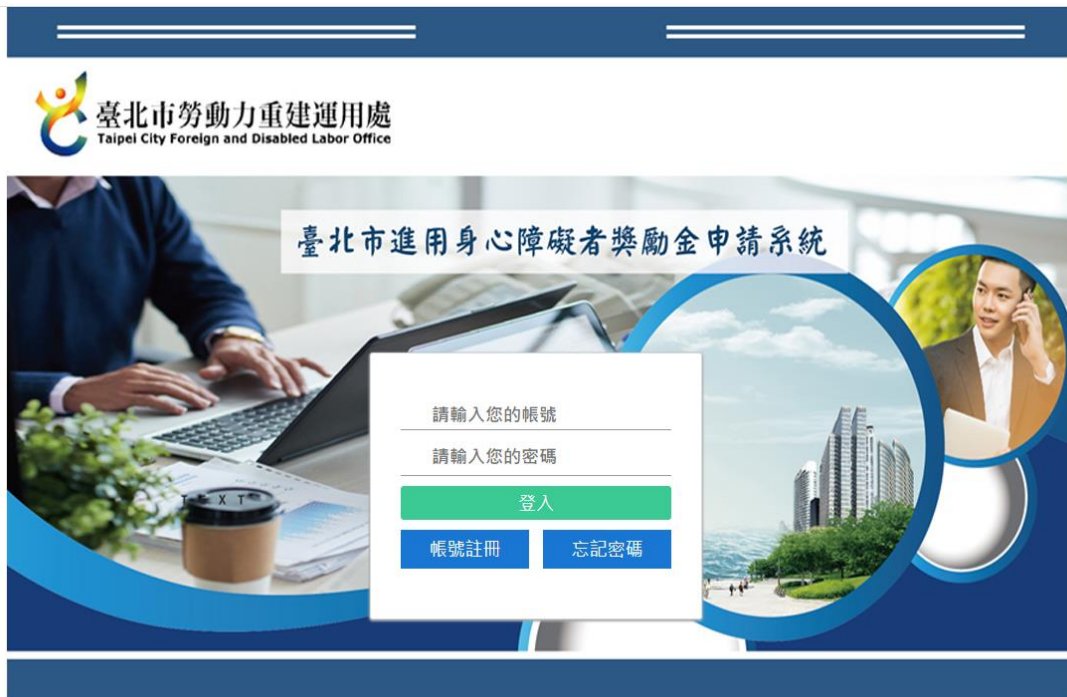 臺北市勞動力重建運用處
Taipei City Foreign and Disabled Labor Office
臺北市進用身心障礙者獎勵金申請系統
請輸入您的帳號
請輸入您的密碼
登入
帳號註冊
忘記密碼
TEXT